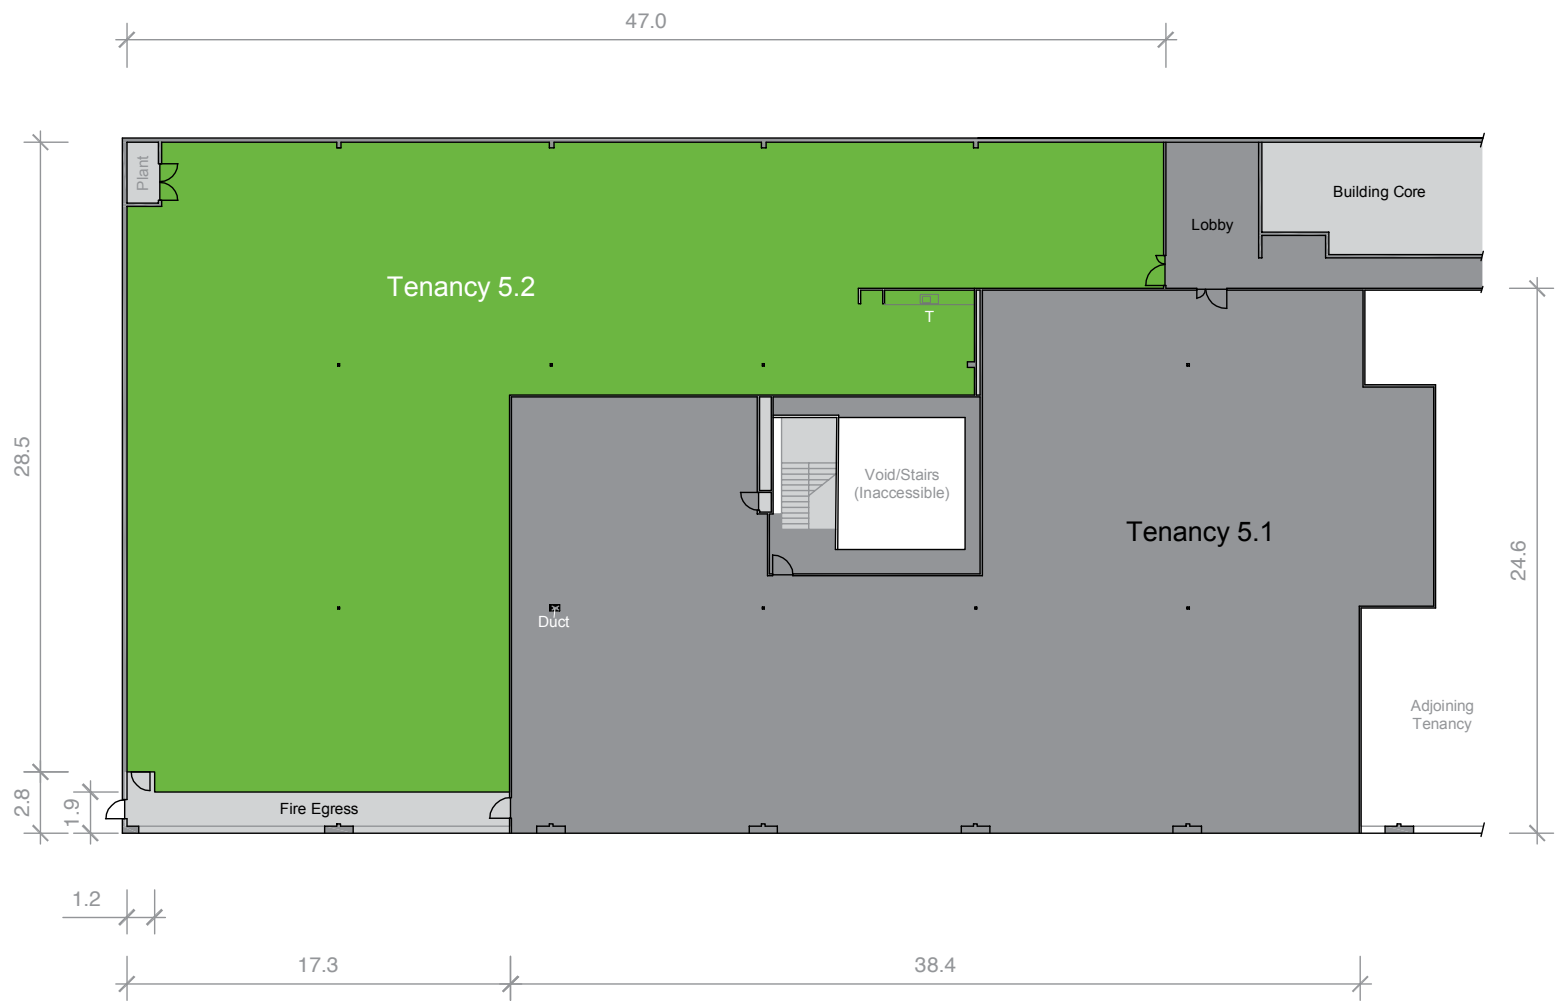 47.0
Plant
Building Core
Lobby
Tenancy 5.2
T
28.5
Void/Stairs
(Inaccessible)
Tenancy 5.1
24.6
Duct
Adjoining
Tenancy
2.8
1.9
Fire Egress
1.2
17.3
38.4